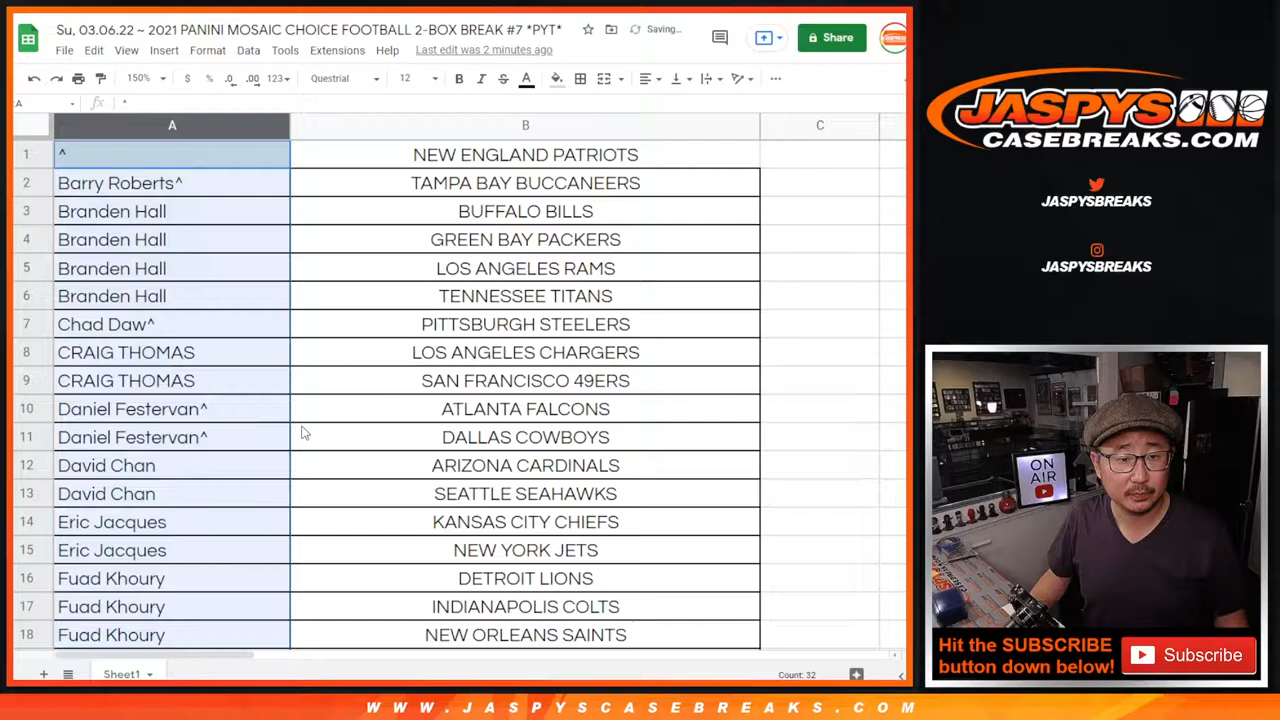 Su, 03.06.22 ~ 2021 PANINI MOSAIC CHOICE FOOTBALL 2-BOX BREAK #7 *PYT*
Saving...
File Edit View Insert Format Data Tools Extensions Help Last edit was 2 minutes ago
Share
150% $ % .0 .00 123 Questrial 12 B I S A
A fx ^
A B C
1 ^ NEW ENGLAND PATRIOTS
2 Barry Roberts^ TAMPA BAY BUCCANEERS
3 Branden Hall BUFFALO BILLS
4 Branden Hall GREEN BAY PACKERS
5 Branden Hall LOS ANGELES RAMS
6 Branden Hall TENNESSEE TITANS
7 Chad Daw^ PITTSBURGH STEELERS
8 CRAIG THOMAS LOS ANGELES CHARGERS
9 CRAIG THOMAS SAN FRANCISCO 49ERS
10 Daniel Festervan^ ATLANTA FALCONS
11 Daniel Festervan^ DALLAS COWBOYS
12 David Chan ARIZONA CARDINALS
13 David Chan SEATTLE SEAHAWKS
14 Eric Jacques KANSAS CITY CHIEFS
15 Eric Jacques NEW YORK JETS
16 Fuad Khoury DETROIT LIONS
17 Fuad Khoury INDIANAPOLIS COLTS
18 Fuad Khoury NEW ORLEANS SAINTS
+ Sheet1 Count: 32
JASPYS
CASEBREAKS.COM
JASPYSBREAKS
JASPYSBREAKS
ON
AIR
Hit the SUBSCRIBE
button down below!
Subscribe
WWW.JASPYSCASEBREAKS.COM